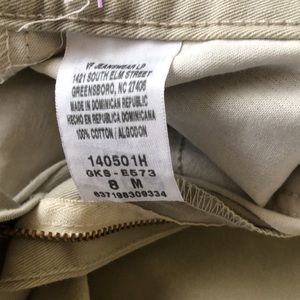 VF JEANSWEAR LP
1421 SOUTH ELM STREET
GREENSBORO, NC 27406
MADE IN DOMINICAN REPUBLIC
HECHO EN REPUBLICA DOMINICANA
100% COTTON / ALGODON
140501H
GKS - E573
8 M
637198309334